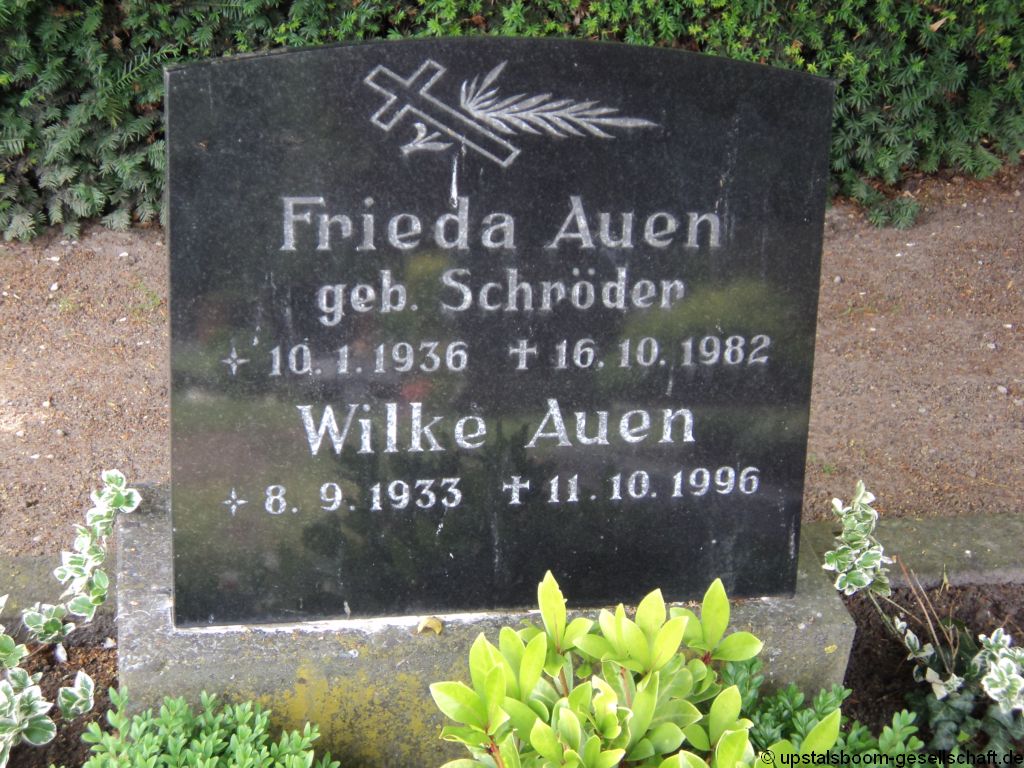 Frieda Auen
geb. Schröder
✧ 10. 1. 1936 ✝ 16. 10. 1982
Wilke Auen
✧ 8. 9. 1933 ✝ 11. 10. 1996
© upstalsboom-gesellschaft.de